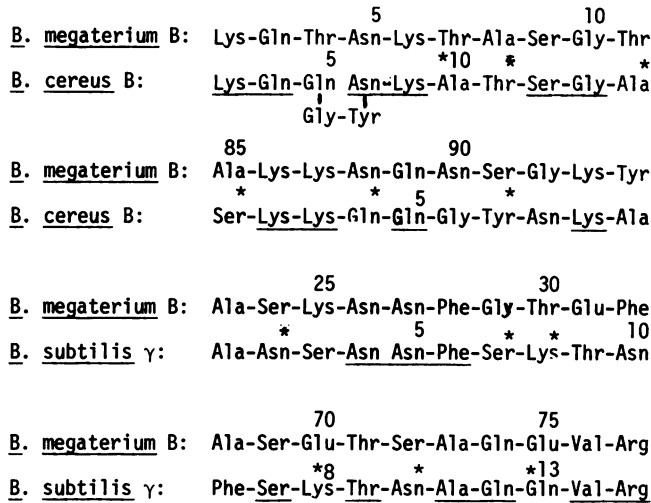 5 10
B. megaterium B: Lys-Gln-Thr-Asn-Lys-Thr-Ala-Ser-Gly-Thr
5 *10 * *
B. cereus B: Lys-Gln-Gln Asn-Lys-Ala-Thr-Ser-Gly-Ala
Gly-Tyr
85 90
B. megaterium B: Ala-Lys-Lys-Asn-Gln-Asn-Ser-Gly-Lys-Tyr
* * 5 *
B. cereus B: Ser-Lys-Lys-Gln-Gln-Gly-Tyr-Asn-Lys-Ala
25 30
B. megaterium B: Ala-Ser-Lys-Asn-Asn-Phe-Gly-Thr-Glu-Phe
* 5 * * 10
B. subtilis γ: Ala-Asn-Ser-Asn Asn-Phe-Ser-Lys-Thr-Asn
70 75
B. megaterium B: Ala-Ser-Glu-Thr-Ser-Ala-Gln-Glu-Val-Arg
*8 * *13
B. subtilis γ: Phe-Ser-Lys-Thr-Asn-Ala-Gln-Gln-Val-Arg